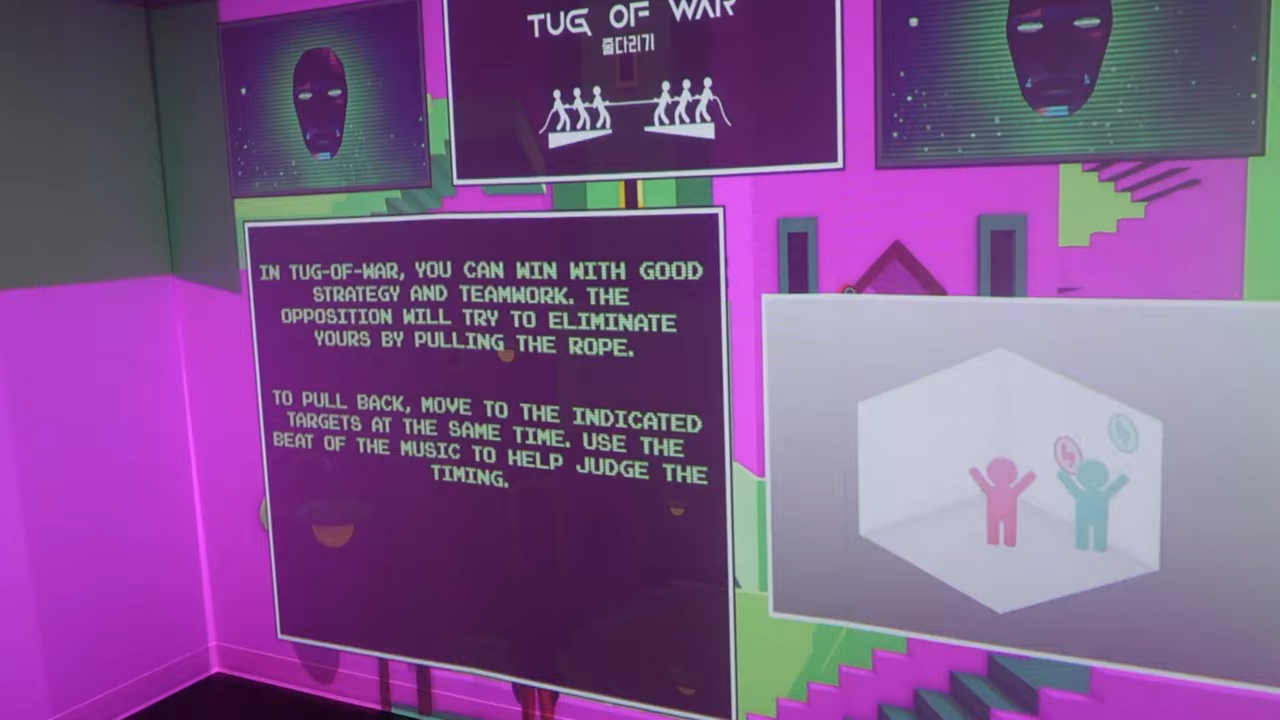 TUG OF WAR
줄다리기
IN TUG-OF-WAR, YOU CAN WIN WITH GOOD
STRATEGY AND TEAMWORK. THE
OPPOSITION WILL TRY TO ELIMINATE
YOURS BY PULLING THE ROPE.
TO PULL BACK, MOVE TO THE INDICATED
TARGETS AT THE SAME TIME. USE THE
BEAT OF THE MUSIC TO HELP JUDGE THE
TIMING.